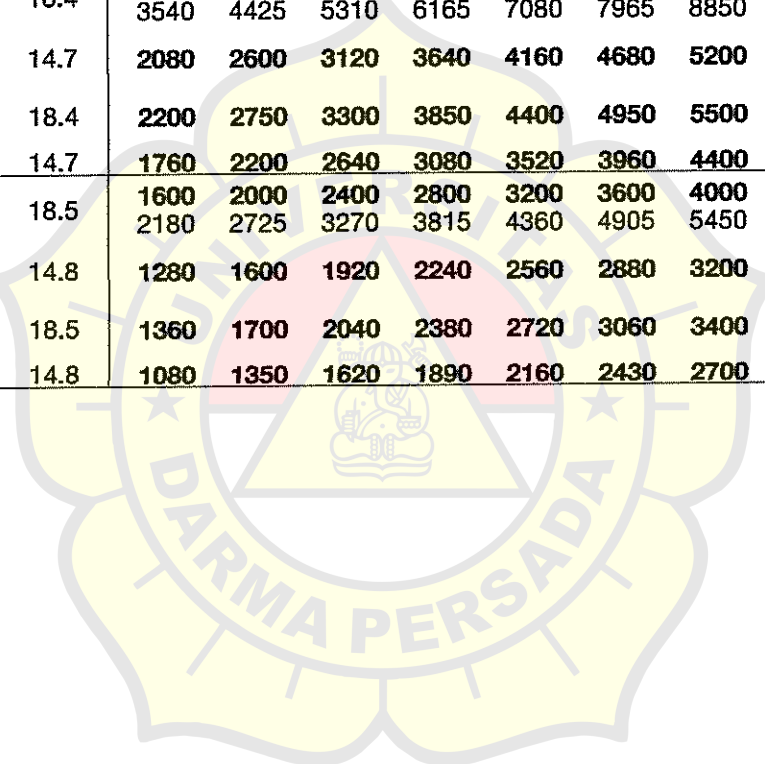 3540 4425 5310 6165 7080 7965 8850
14.7 2080 2600 3120 3640 4160 4680 5200
18.4 2200 2750 3300 3850 4400 4950 5500
14.7 1760 2200 2640 3080 3520 3960 4400
1600 2000 2400 2800 3200 3600 4000
18.5
2180 2725 3270 3815 4360 4905 5450
14.8 1280 1600 1920 2240 2560 2880 3200
18.5 1360 1700 2040 2380 2720 3060 3400
14.8 1080 1350 1620 1890 2160 2430 2700
UNIVERSITAS
DARMA PERSADA